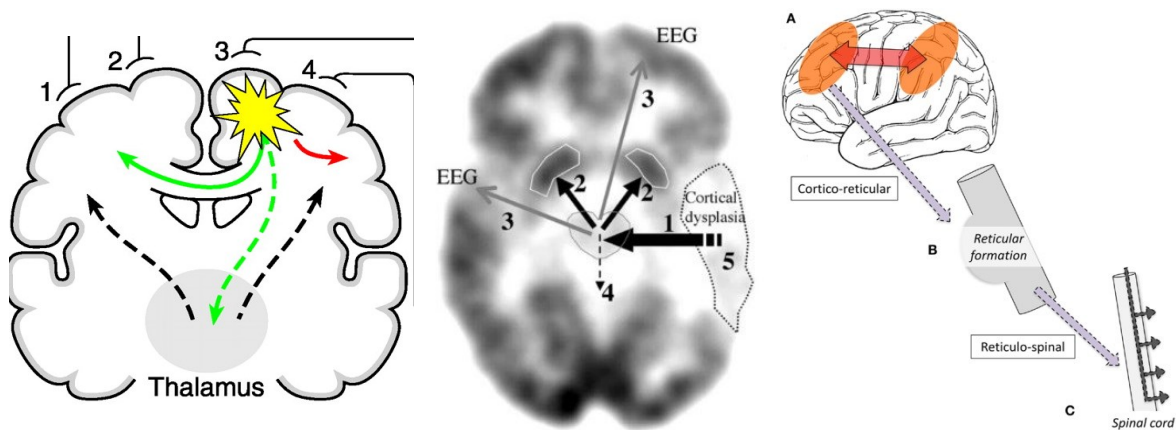 1
2
3
4
Thalamus
EEG
3
EEG
2
2
3
Cortical
dysplasia
1
5
4
A
Cortico-reticular
B
Reticular
formation
Reticulo-spinal
C
Spinal cord